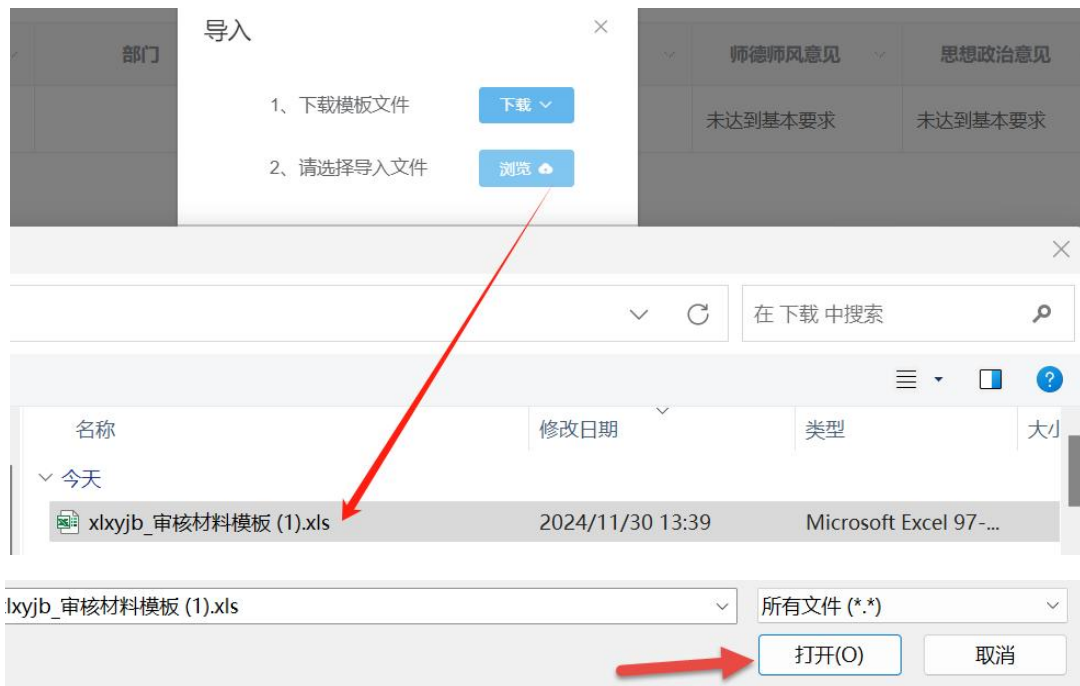 导入
部门
师德师风意见
思想政治意见
1、下载模板文件
下载
未达到基本要求
未达到基本要求
2、请选择导入文件
浏览
在 下载 中搜索
名称
修改日期
类型
大小
今天
xlxyjb_审核材料模板 (1).xls
2024/11/30 13:39
Microsoft Excel 97-...
lxyjb_审核材料模板 (1).xls
所有文件 (*.*)
打开(O)
取消